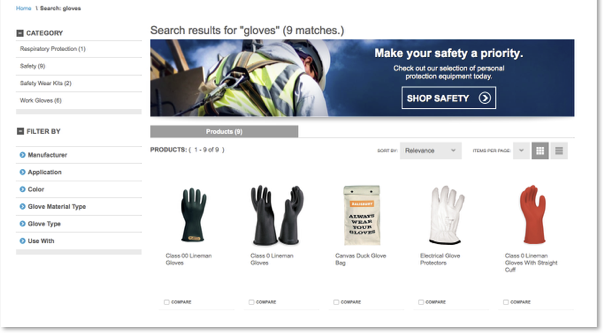 Home \ Search: gloves
Search results for "gloves" (9 matches.)
CATEGORY
Respiratory Protection (1)
Safety (9)
Safety Wear Kits (2)
Work Gloves (6)
Make your safety a priority.
Check out our selection of personal
protection equipment today.
SHOP SAFETY
FILTER BY
Manufacturer
Application
Color
Glove Material Type
Glove Type
Use With
Products (9)
PRODUCTS: ( 1 - 9 of 9 )
SORT BY:
Relevance
ITEMS PER PAGE:
ALWAYS
WEAR
YOUR
GLOVES
Class 00 Lineman
Gloves
Class 0 Lineman
Gloves
Canvas Duck Glove
Bag
Electrical Glove
Protectors
Class 0 Lineman
Gloves With Straight
Cuff
COMPARE
COMPARE
COMPARE
COMPARE
COMPARE